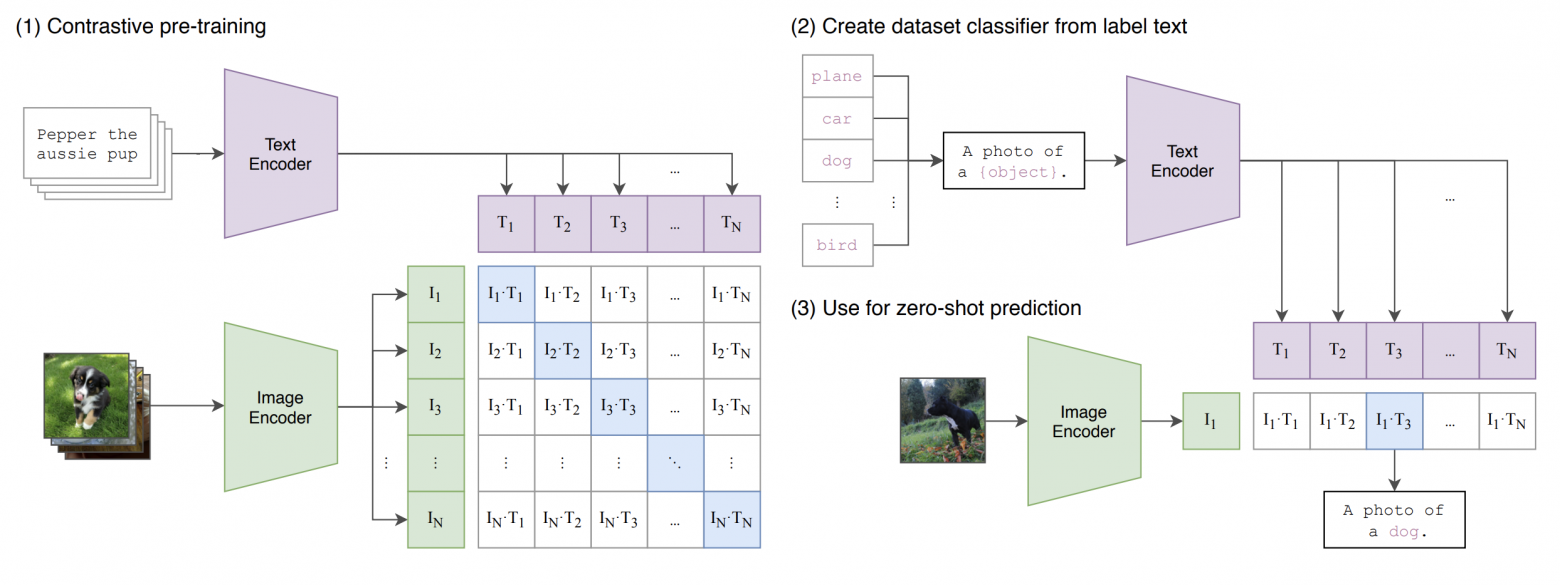 (1) Contrastive pre-training
Pepper the
aussie pup
Text
Encoder
...
T1 T2 T3 ... TN
I1 I1·T1 I1·T2 I1·T3 ... I1·TN
I2 I2·T1 I2·T2 I2·T3 ... I2·TN
I3 I3·T1 I3·T2 I3·T3 ... I3·TN
⋮ ⋮ ⋮ ⋮ ⋮ ⋱ ⋮
IN IN·T1 IN·T2 IN·T3 ... IN·TN
Image
Encoder
(2) Create dataset classifier from label text
plane
car
dog
⋮ ⋮
bird
A photo of
a {object}.
Text
Encoder
...
(3) Use for zero-shot prediction
Image
Encoder
T1 T2 T3 ... TN
I1 I1·T1 I1·T2 I1·T3 ... I1·TN
A photo of
a dog.